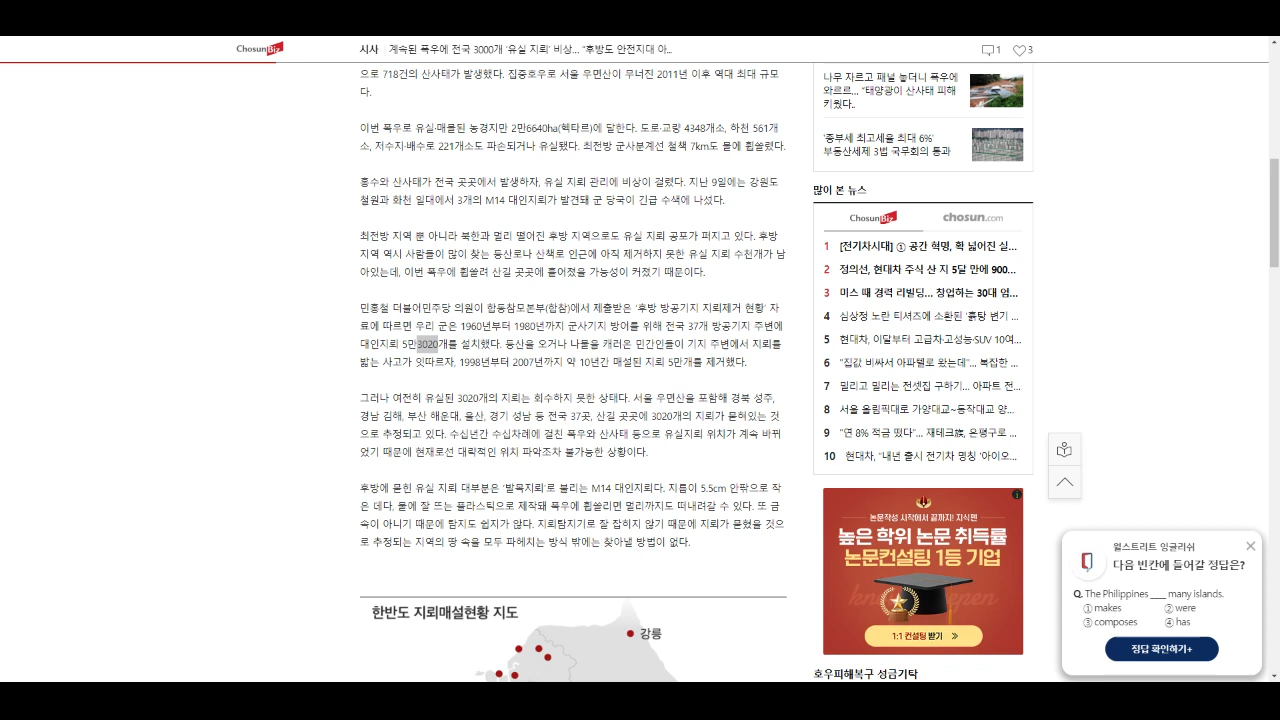 ChosunBiz
시사 계속된 폭우에 전국 3000개 '유실 지뢰' 비상... "후방도 안전지대 아...
1 3
으로 718건의 산사태가 발생했다. 집중호우로 서울 우면산이 무너진 2011년 이후 역대 최대 규모
다.
이번 폭우로 유실·매몰된 농경지만 2만6640ha(헥타르)에 달한다. 도로·교량 4348개소, 하천 561개
소, 저수지·배수로 221개소도 파손되거나 유실됐다. 최전방 군사분계선 철책 7km도 물에 휩쓸렸다.
홍수와 산사태가 전국 곳곳에서 발생하자, 유실 지뢰 관리에 비상이 걸렸다. 지난 9일에는 강원도
철원과 화천 일대에서 3개의 M14 대인지뢰가 발견돼 군 당국이 긴급 수색에 나섰다.
최전방 지역 뿐 아니라 북한과 멀리 떨어진 후방 지역으로도 유실 지뢰 공포가 퍼지고 있다. 후방
지역 역시 사람들이 많이 찾는 등산로나 산책로 인근에 아직 제거하지 못한 유실 지뢰 수천개가 남
아있는데, 이번 폭우에 휩쓸려 산길 곳곳에 흩어졌을 가능성이 커졌기 때문이다.
민홍철 더불어민주당 의원이 합동참모본부(합참)에서 제출받은 '후방 방공기지 지뢰제거 현황' 자
료에 따르면 우리 군은 1960년부터 1980년까지 군사기지 방어를 위해 전국 37개 방공기지 주변에
대인지뢰 5만3020개를 설치했다. 등산을 오거나 나물을 캐러온 민간인들이 기지 주변에서 지뢰를
밟는 사고가 잇따르자, 1998년부터 2007년까지 약 10년간 매설된 지뢰 5만개를 제거했다.
그러나 여전히 유실된 3020개의 지뢰는 회수하지 못한 상태다. 서울 우면산을 포함해 경북 성주,
경남 김해, 부산 해운대, 울산, 경기 성남 등 전국 37곳, 산길 곳곳에 3020개의 지뢰가 묻혀있는 것
으로 추정되고 있다. 수십년간 수십차례에 걸친 폭우와 산사태 등으로 유실지뢰 위치가 계속 바뀌
었기 때문에 현재로선 대략적인 위치 파악조차 불가능한 상황이다.
후방에 묻힌 유실 지뢰 대부분은 '발목지뢰'로 불리는 M14 대인지뢰다. 지름이 5.5cm 안팎으로 작
은 데다, 물에 잘 뜨는 플라스틱으로 제작돼 폭우에 휩쓸리면 멀리까지도 떠내려갈 수 있다. 또 금
속이 아니기 때문에 탐지도 쉽지가 않다. 지뢰탐지기로 잘 잡히지 않기 때문에 지뢰가 묻혔을 것으
로 추정되는 지역의 땅 속을 모두 파헤치는 방식 밖에는 찾아낼 방법이 없다.
한반도 지뢰매설현황 지도
강릉
나무 자르고 패널 놓더니 폭우에
와르르... "태양광이 산사태 피해
키웠다..
'종부세 최고세율 최대 6%'
부동산세제 3법 국무회의 통과
많이 본 뉴스
ChosunBiz chosun.com
1 [전기차시대] ① 공간 혁명, 확 넓어진 실...
2 정의선, 현대차 주식 산 지 5달 만에 900...
3 미스 때 경력 리빌딩... 창업하는 30대 엄...
4 심상정 노란 티셔츠에 소환된 '흙탕 변기 ...
5 현대차, 이달부터 고급차·고성능·SUV 10여...
6 "집값 비싸서 아파텔로 왔는데"... 복잡한 ...
7 밀리고 밀리는 전셋집 구하기... 아파트 전...
8 서울 올림픽대로 가양대교~동작대교 양...
9 "연 8% 적금 떴다"... 재테크族, 은평구로 ...
10 현대차, "내년 출시 전기차 명칭 '아이오...
논문작성 시작에서 끝까지! 지식펜
높은 학위 논문 취득률
논문컨설팅 1등 기업
1:1 컨설팅 받기 »
호우피해복구 성금기탁
월스트리트 잉글리쉬
다음 빈칸에 들어갈 정답은?
Q. The Philippines ___ many islands.
① makes ② were
③ composes ④ has
정답 확인하기+